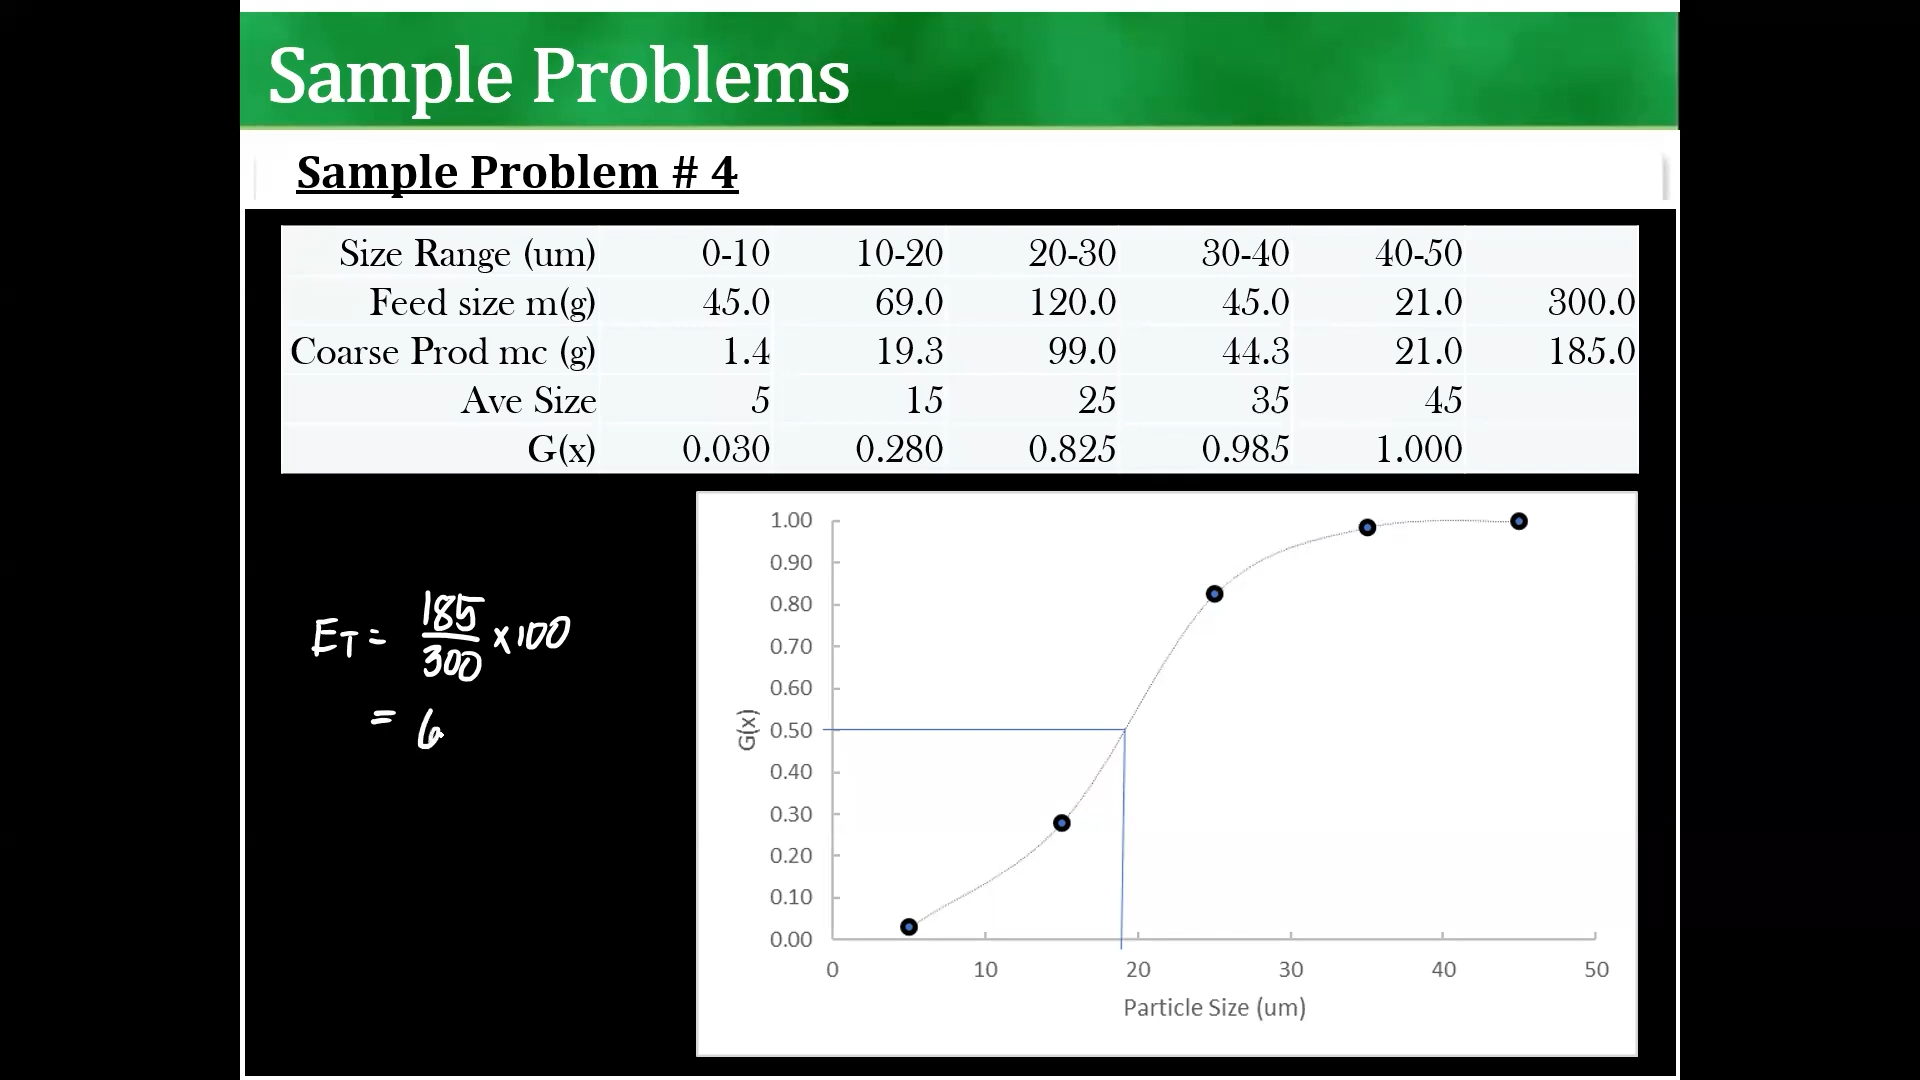 Sample Problems
Sample Problem # 4
Size Range (um) 0-10 10-20 20-30 30-40 40-50
Feed size m(g) 45.0 69.0 120.0 45.0 21.0 300.0
Coarse Prod mc (g) 1.4 19.3 99.0 44.3 21.0 185.0
Ave Size 5 15 25 35 45
G(x) 0.030 0.280 0.825 0.985 1.000
ET = 185/300 x 100
= 6
1.00
0.90
0.80
0.70
0.60
0.50
0.40
0.30
0.20
0.10
0.00
G(x)
0 10 20 30 40 50
Particle Size (um)